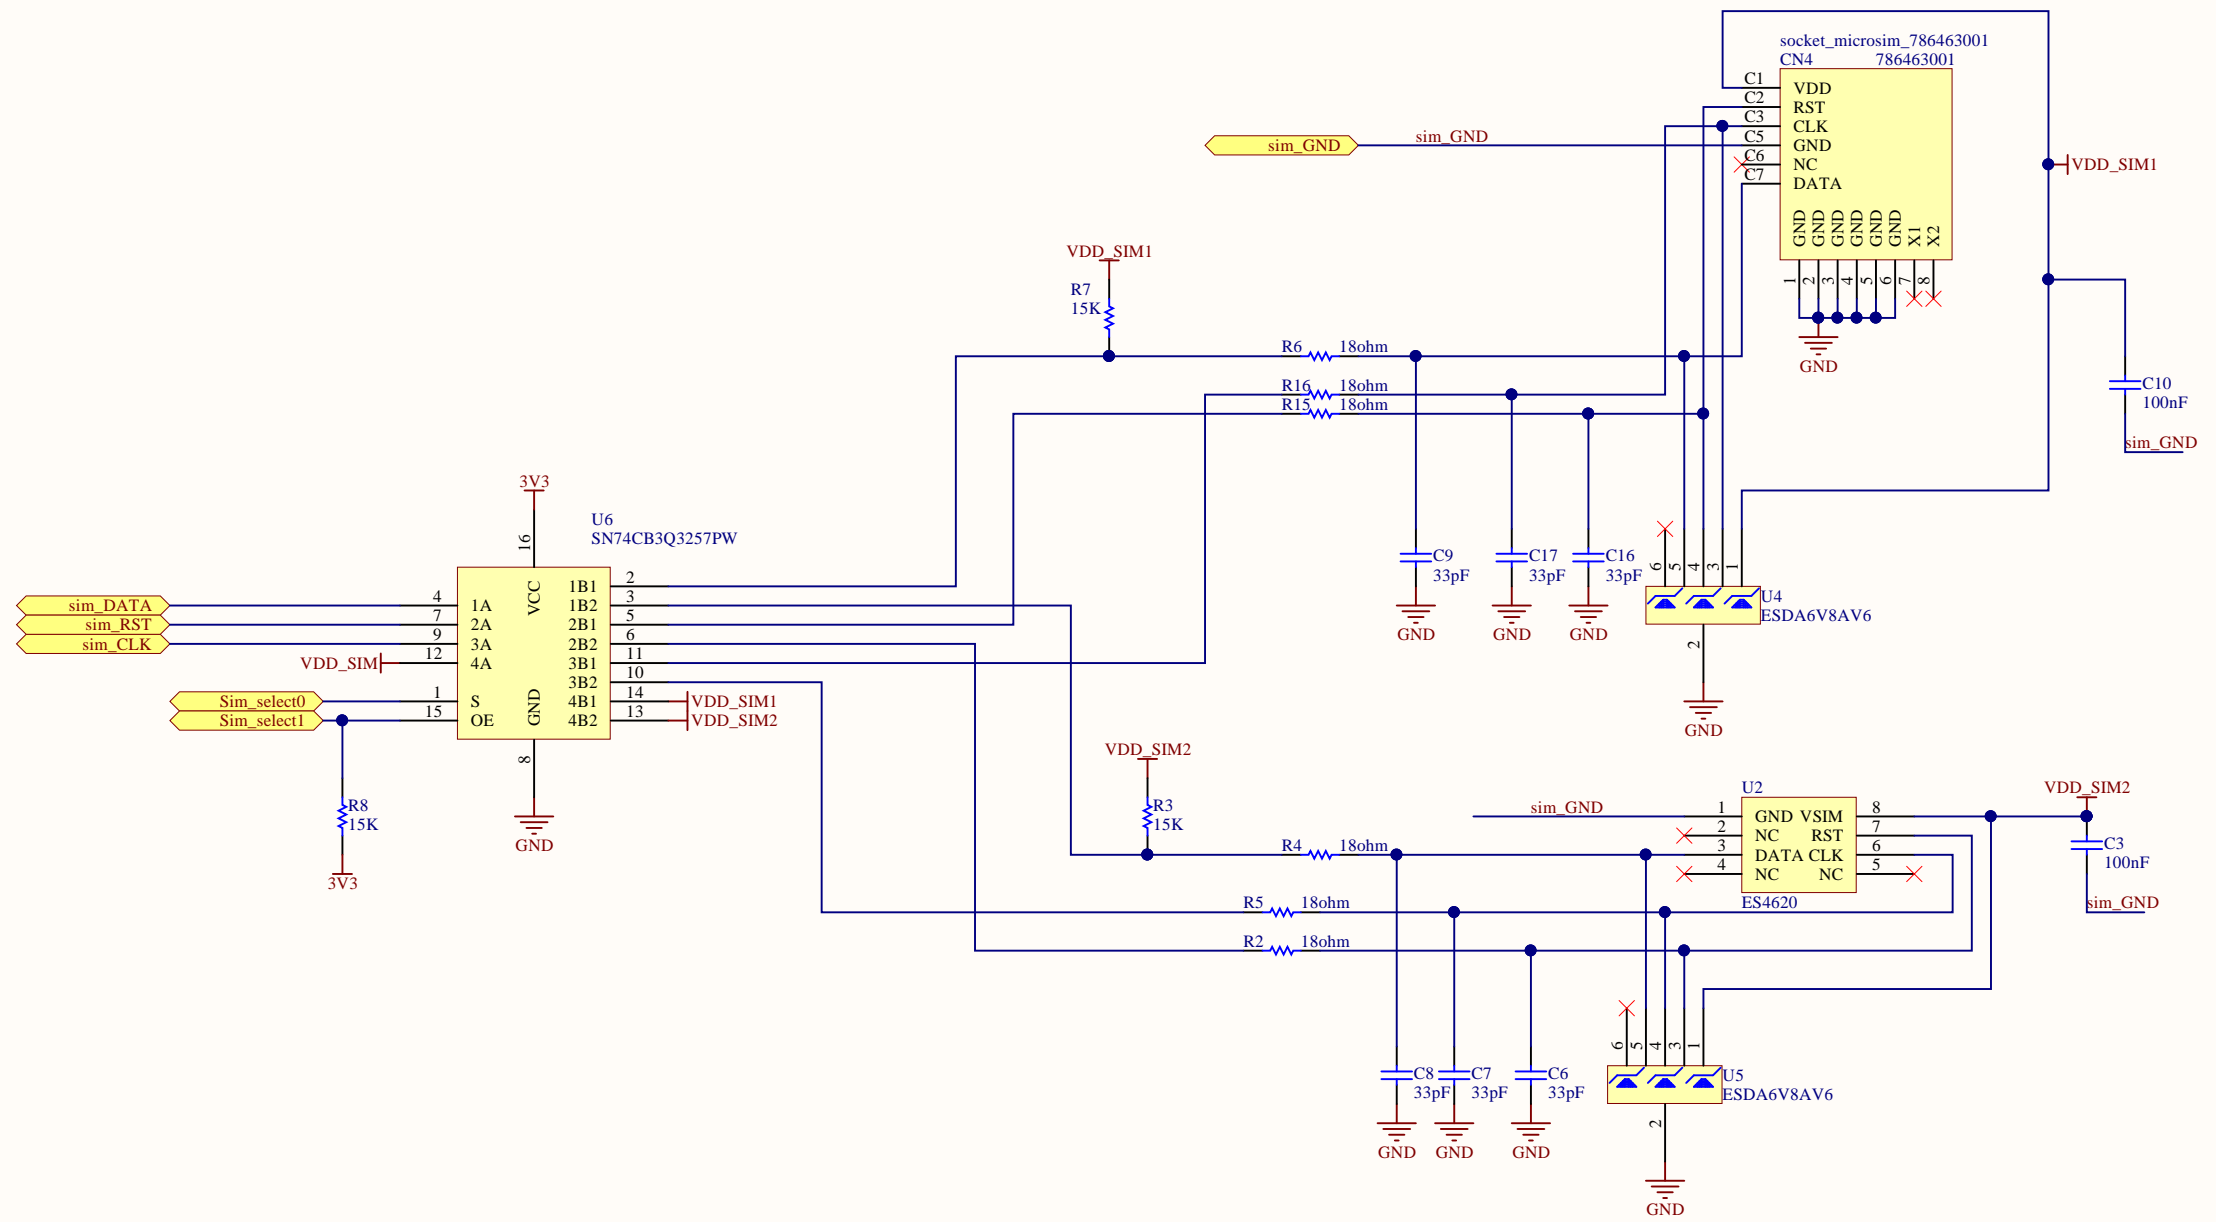 socket_microsim_786463001
CN4 786463001
C1 VDD
C2 RST
C3 CLK
C5 GND
C6 NC
C7 DATA
GND GND GND GND GND GND X1 X2
1 2 3 4 5 6 7 8
GND
sim_GND sim_GND
VDD_SIM1
C10
100nF
sim_GND
VDD_SIM1
R7
15K
R6 18ohm
R16 18ohm
R15 18ohm
C9
33pF
GND
C17
33pF
GND
C16
33pF
GND
6 5 4 3 1
U4
ESDA6V8AV6
2
GND
3V3
16
U6
SN74CB3Q3257PW
VCC
GND
sim_DATA 4 1A
sim_RST 7 2A
sim_CLK 9 3A
VDD_SIM 12 4A
Sim_select0 1 S
Sim_select1 15 OE
1B1 2
1B2 3
2B1 5
2B2 6
3B1 11
3B2 10
4B1 14 VDD_SIM1
4B2 13 VDD_SIM2
8
GND
R8
15K
3V3
VDD_SIM2
R3
15K
R4 18ohm
R5 18ohm
R2 18ohm
U2
sim_GND 1 GND VSIM 8
2 NC RST 7
3 DATA CLK 6
4 NC NC 5
ES4620
VDD_SIM2
C3
100nF
sim_GND
C8
33pF
GND
C7
33pF
GND
C6
33pF
GND
6 5 4 3 1
U5
ESDA6V8AV6
2
GND